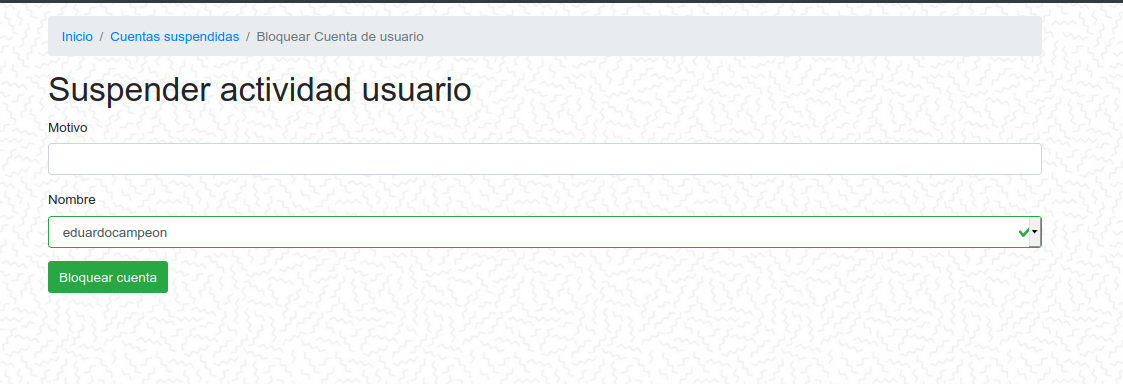 Inicio / Cuentas suspendidas / Bloquear Cuenta de usuario
Suspender actividad usuario
Motivo
Nombre
eduardocampeon
Bloquear cuenta